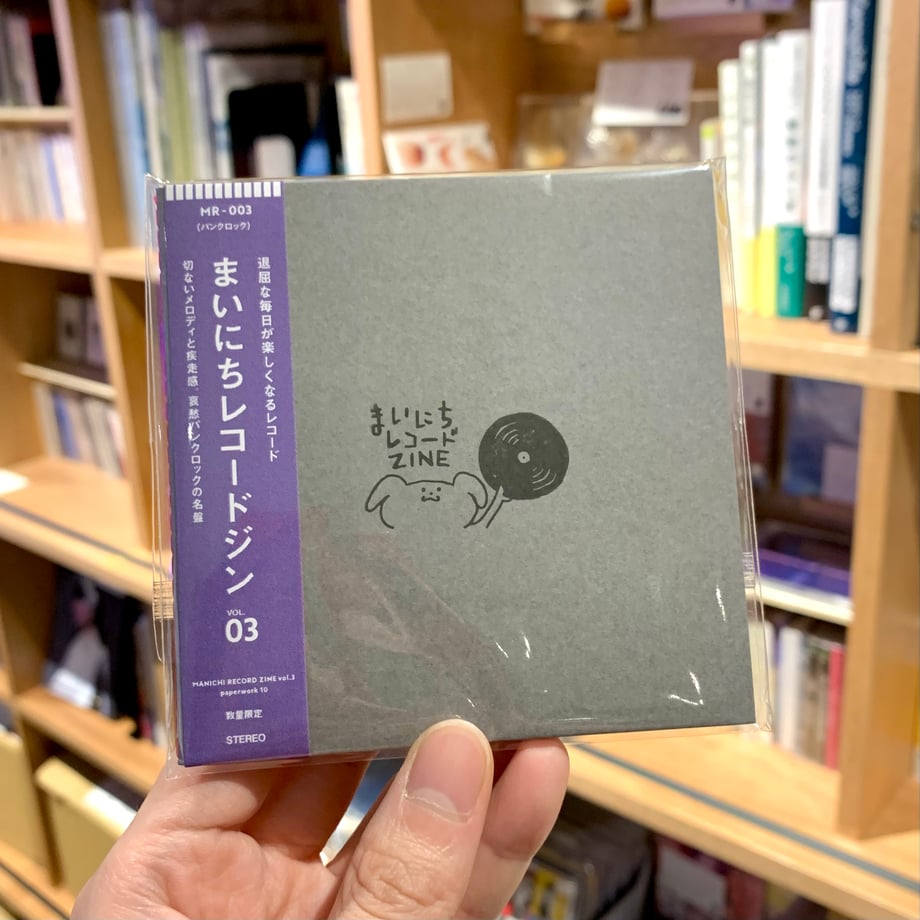 MR-003
(パンクロック)
退屈な毎日が楽しくなるレコード
まいにちレコードジン
切ないメロディと疾走感、哀愁パンクロックの名盤
VOL.
03
MANICHI RECORD ZINE vol.3
paperwork 10
数量限定
STEREO
まいにち
レコード
ZINE